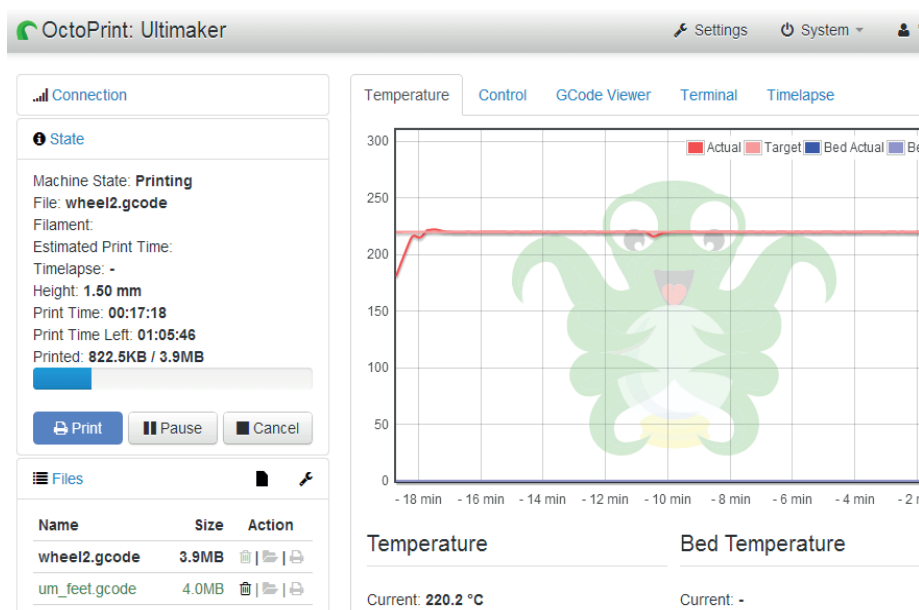 OctoPrint: Ultimaker
Settings
System
Connection
State
Machine State: Printing
File: wheel2.gcode
Filament:
Estimated Print Time:
Timelapse: -
Height: 1.50 mm
Print Time: 00:17:18
Print Time Left: 01:05:46
Printed: 822.5KB / 3.9MB
Print
Pause
Cancel
Files
Name Size Action
wheel2.gcode 3.9MB | |
um_feet.gcode 4.0MB | |
Temperature Control GCode Viewer Terminal Timelapse
Actual Target Bed Actual Be
300
250
200
150
100
50
0
- 18 min - 16 min - 14 min - 12 min - 10 min - 8 min - 6 min - 4 min - 2
Temperature
Current: 220.2 °C
Bed Temperature
Current: -